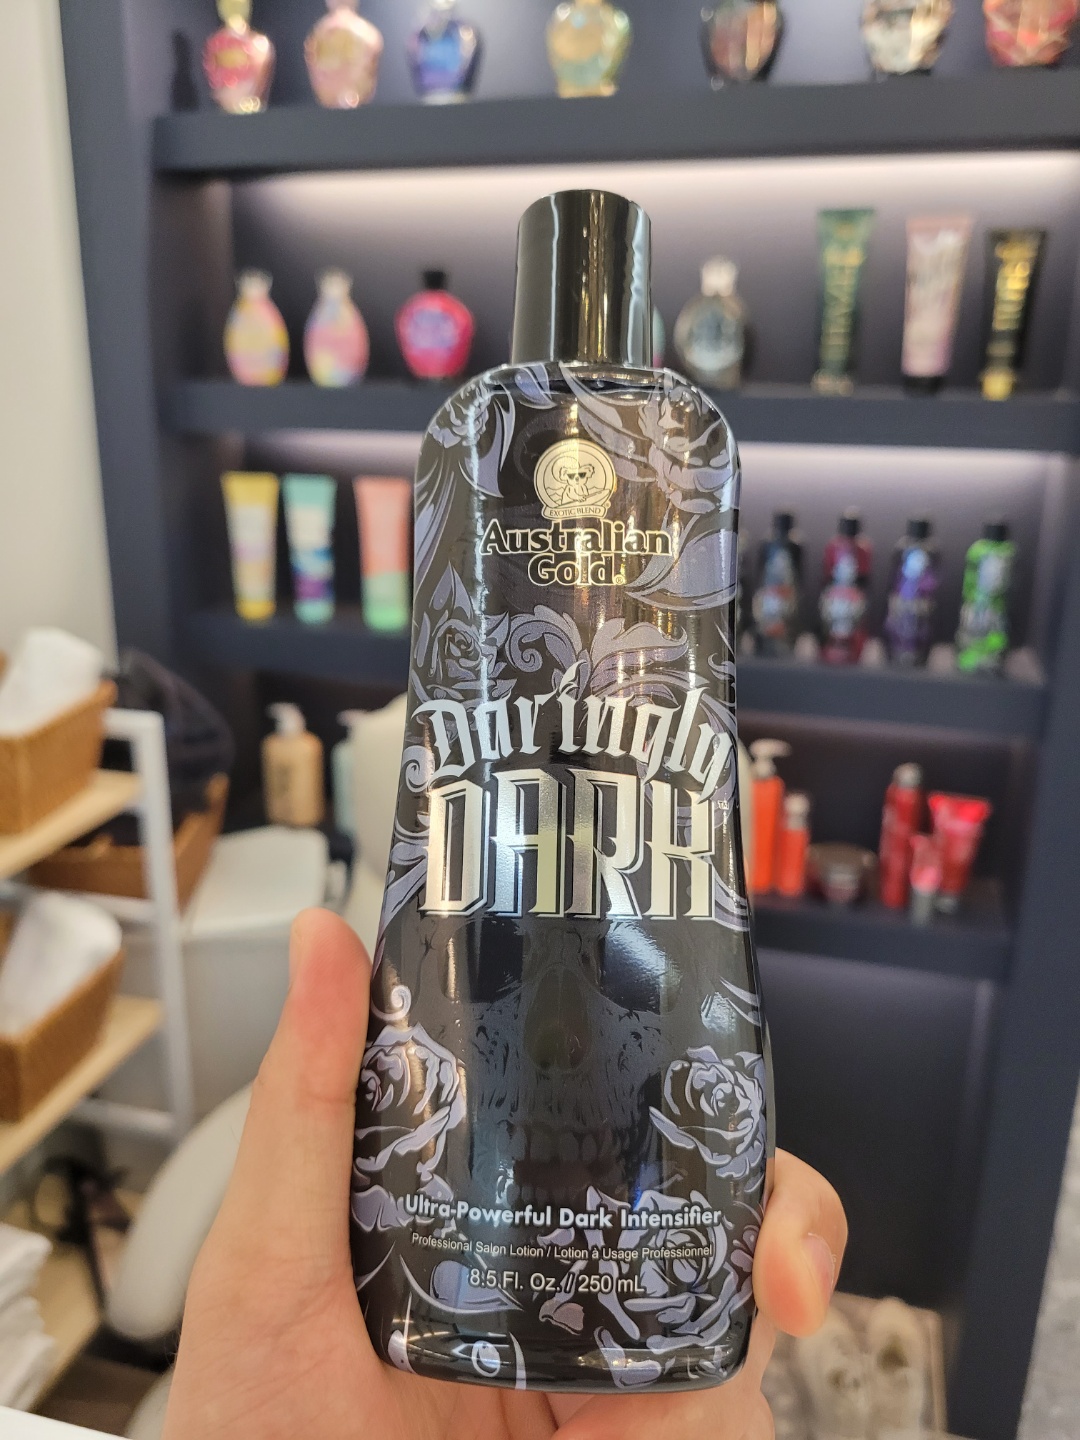 EXOTIC BLEND
Australian
Gold®
Daringly
DARK
Ultra-Powerful Dark Intensifier
Professional Salon Lotion / Lotion à Usage Professionnel
8.5 Fl. Oz. / 250 mL